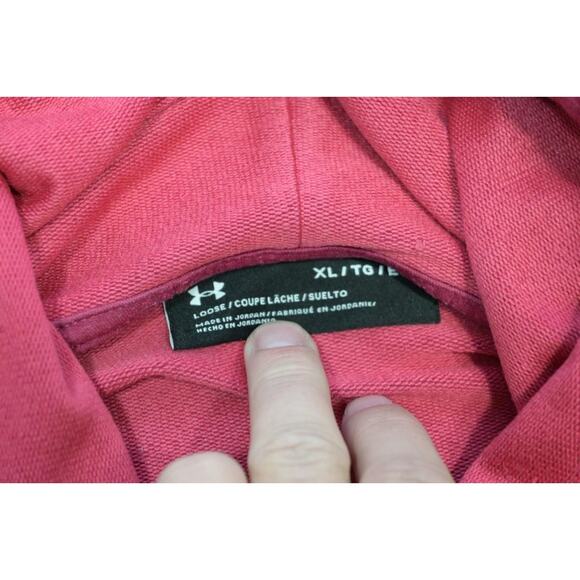 XL / TG / E
LOOSE / COUPE LÂCHE / SUELTO
MADE IN JORDAN / FABRIQUÉ EN JORDANIE /
HECHO EN JORDANIA